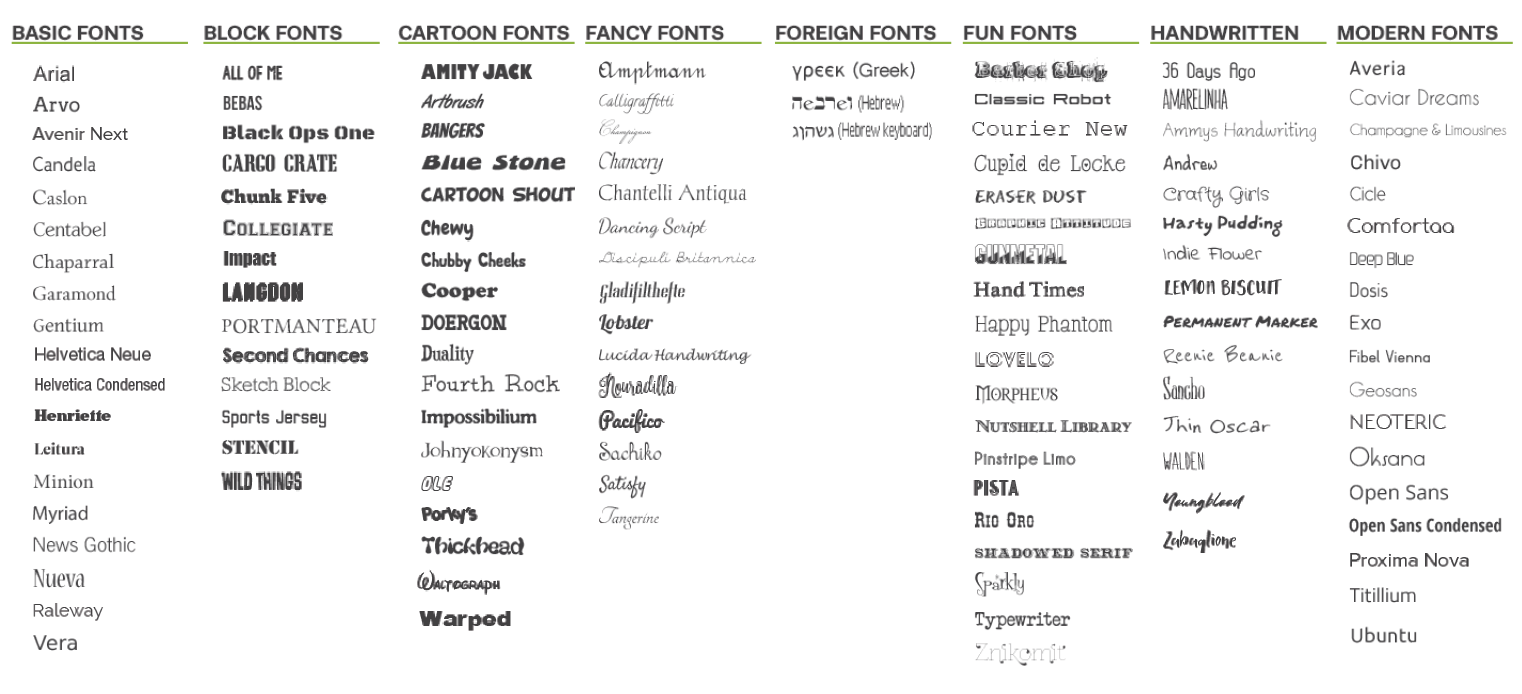 BASIC FONTS
Arial
Arvo
Avenir Next
Candela
Caslon
Centabel
Chaparral
Garamond
Gentium
Helvetica Neue
Helvetica Condensed
Henriette
Leitura
Minion
Myriad
News Gothic
Nueva
Raleway
Vera
BLOCK FONTS
ALL OF ME
BEBAS
Black Ops One
CARGO CRATE
Chunk Five
COLLEGIATE
Impact
LANGDON
PORTMANTEAU
Second Chances
Sketch Block
Sports Jersey
STENCIL
WILD THINGS
CARTOON FONTS
AMITY JACK
Artbrush
BANGERS
Blue Stone
CARTOON SHOUT
Chewy
Chubby Cheeks
Cooper
DOERGON
Duality
Fourth Rock
Impossibilium
Johnyokonysm
OLE
Porky's
Thickhead
WALTOGRAPH
Warped
FANCY FONTS
Amptmann
Calligraffitti
Champignon
Chancery
Chantelli Antiqua
Dancing Script
Discipuli Britannica
Gladifilthefte
Lobster
Lucida Handwriting
Nouradilla
Pacifico
Sachiko
Satisfy
Tangerine
FOREIGN FONTS
γρεεκ (Greek)
(Hebrew)
(Hebrew keyboard)
FUN FONTS
Barber Shop
Classic Robot
Courier New
Cupid de Locke
ERASER DUST
GUNMETAL
Hand Times
Happy Phantom
LOVELO
MORPHEUS
NUTSHELL LIBRARY
Pinstripe Limo
PISTA
RIO ORO
SHADOWED SERIF
Sparkly
Typewriter
Znikomit
HANDWRITTEN
36 Days Ago
AMARELINHA
Ammys Handwriting
Andrew
Crafty Girls
Hasty Pudding
Indie Flower
LEMON BISCUIT
PERMANENT MARKER
Reenie Beanie
Sancho
Thin Oscar
WALDEN
Youngblood
Zabaglione
MODERN FONTS
Averia
Caviar Dreams
Champagne & Limousines
Chivo
Cicle
Comfortaa
Deep Blue
Dosis
Exo
Fibel Vienna
Geosans
NEOTERIC
Oksana
Open Sans
Open Sans Condensed
Proxima Nova
Titillium
Ubuntu